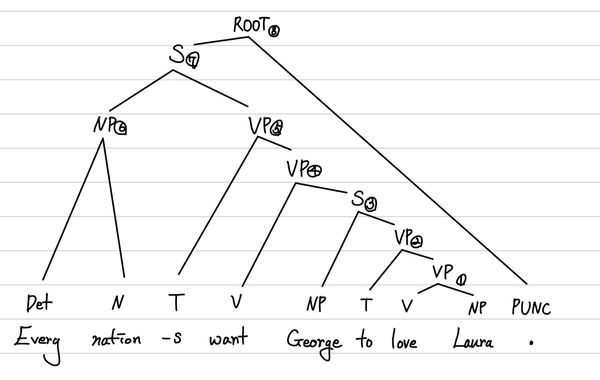 ROOT⑧
S⑦
NP⑥ VP⑤
VP④
S③
VP②
VP①
Det N T V NP T V NP PUNC
Every nation -s want George to love Laura .